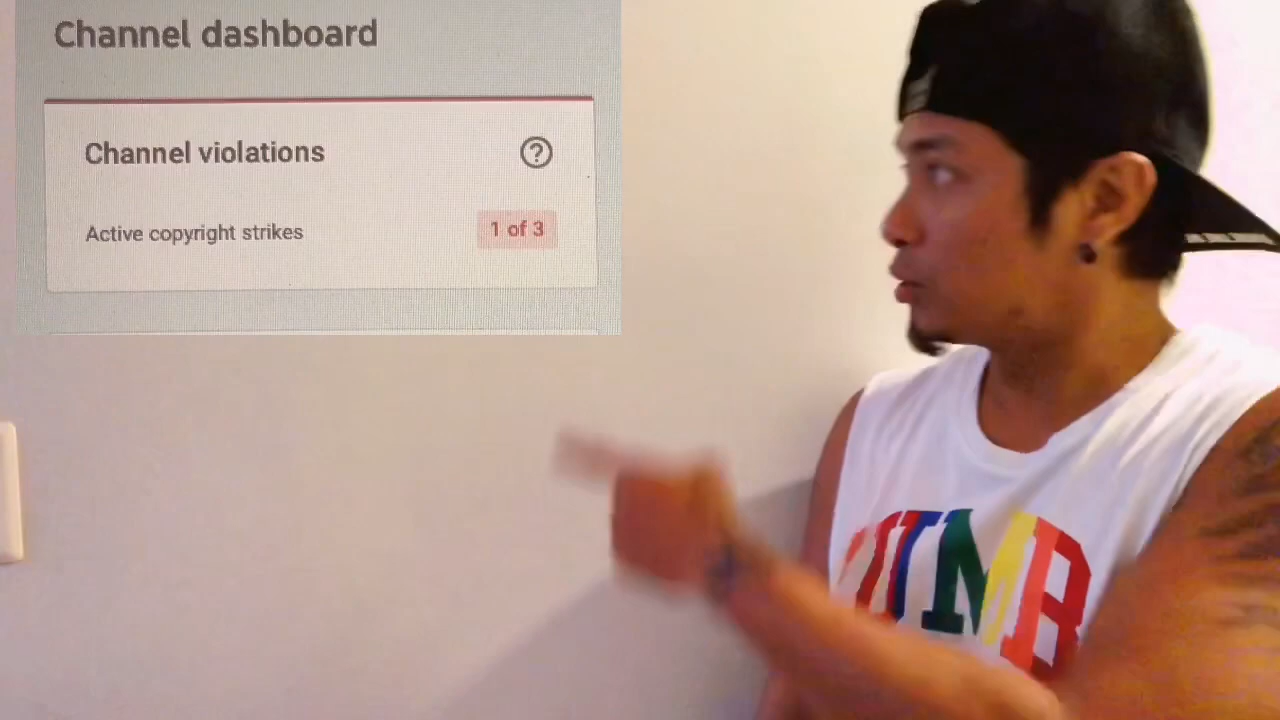 Channel dashboard
Channel violations
Active copyright strikes
1 of 3